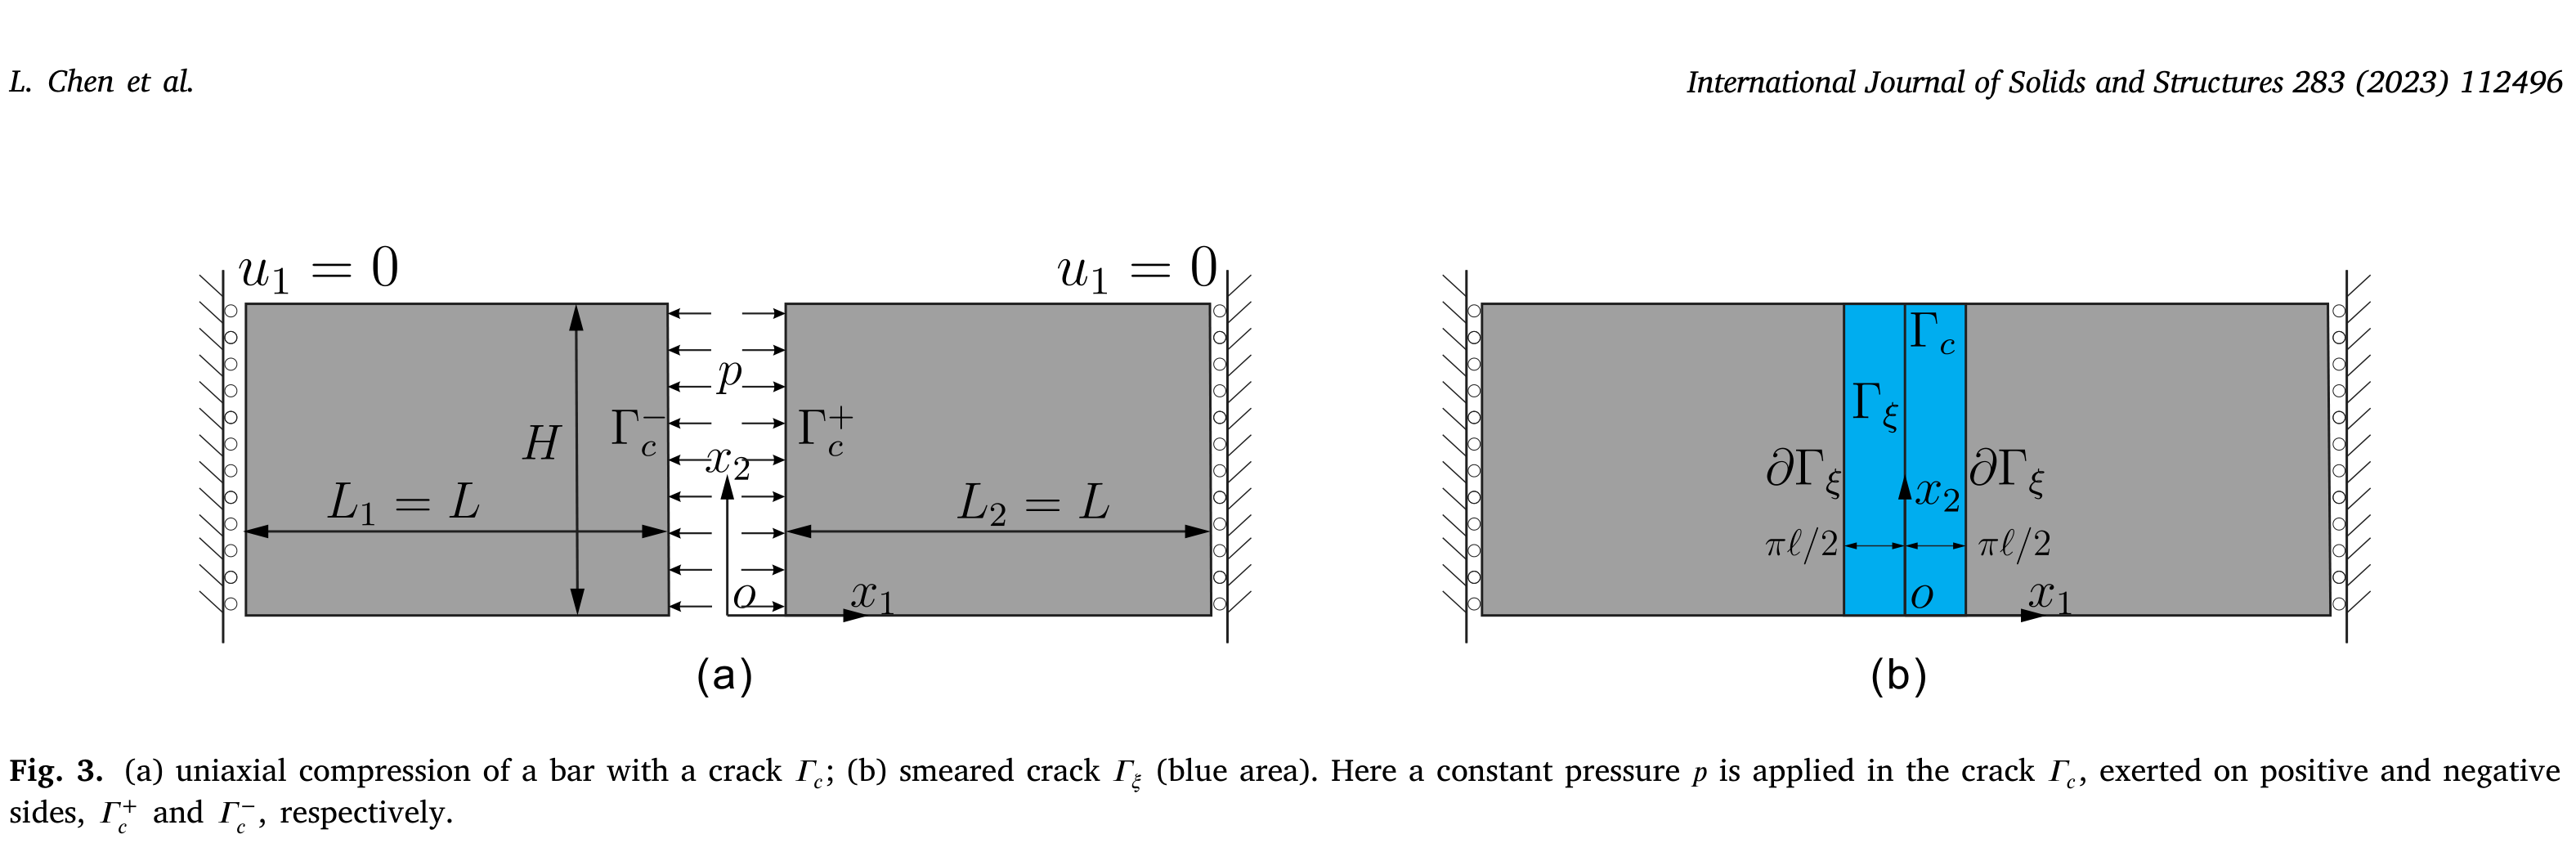 L. Chen et al.
International Journal of Solids and Structures 283 (2023) 112496
u₁ = 0
u₁ = 0
p
H
Γc⁻
Γc⁺
x₂
L₁ = L
L₂ = L
o
x₁
(a)
Γc
Γξ
∂Γξ
∂Γξ
x₂
πℓ/2
πℓ/2
o
x₁
(b)
Fig. 3. (a) uniaxial compression of a bar with a crack Γc; (b) smeared crack Γξ (blue area). Here a constant pressure p is applied in the crack Γc, exerted on positive and negative
sides, Γc⁺ and Γc⁻, respectively.